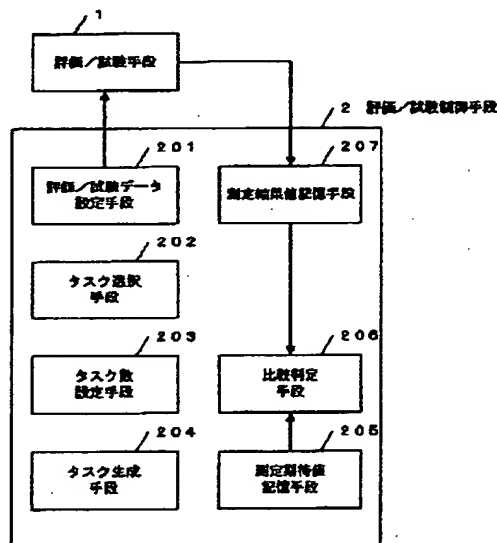 1
評価／試験手段
2 評価／試験制御手段
201
評価／試験データ
設定手段
207
測定結果値記憶手段
202
タスク選択
手段
203
タスク数
設定手段
206
比較判定
手段
204
タスク生成
手段
205
測定期待値
記憶手段